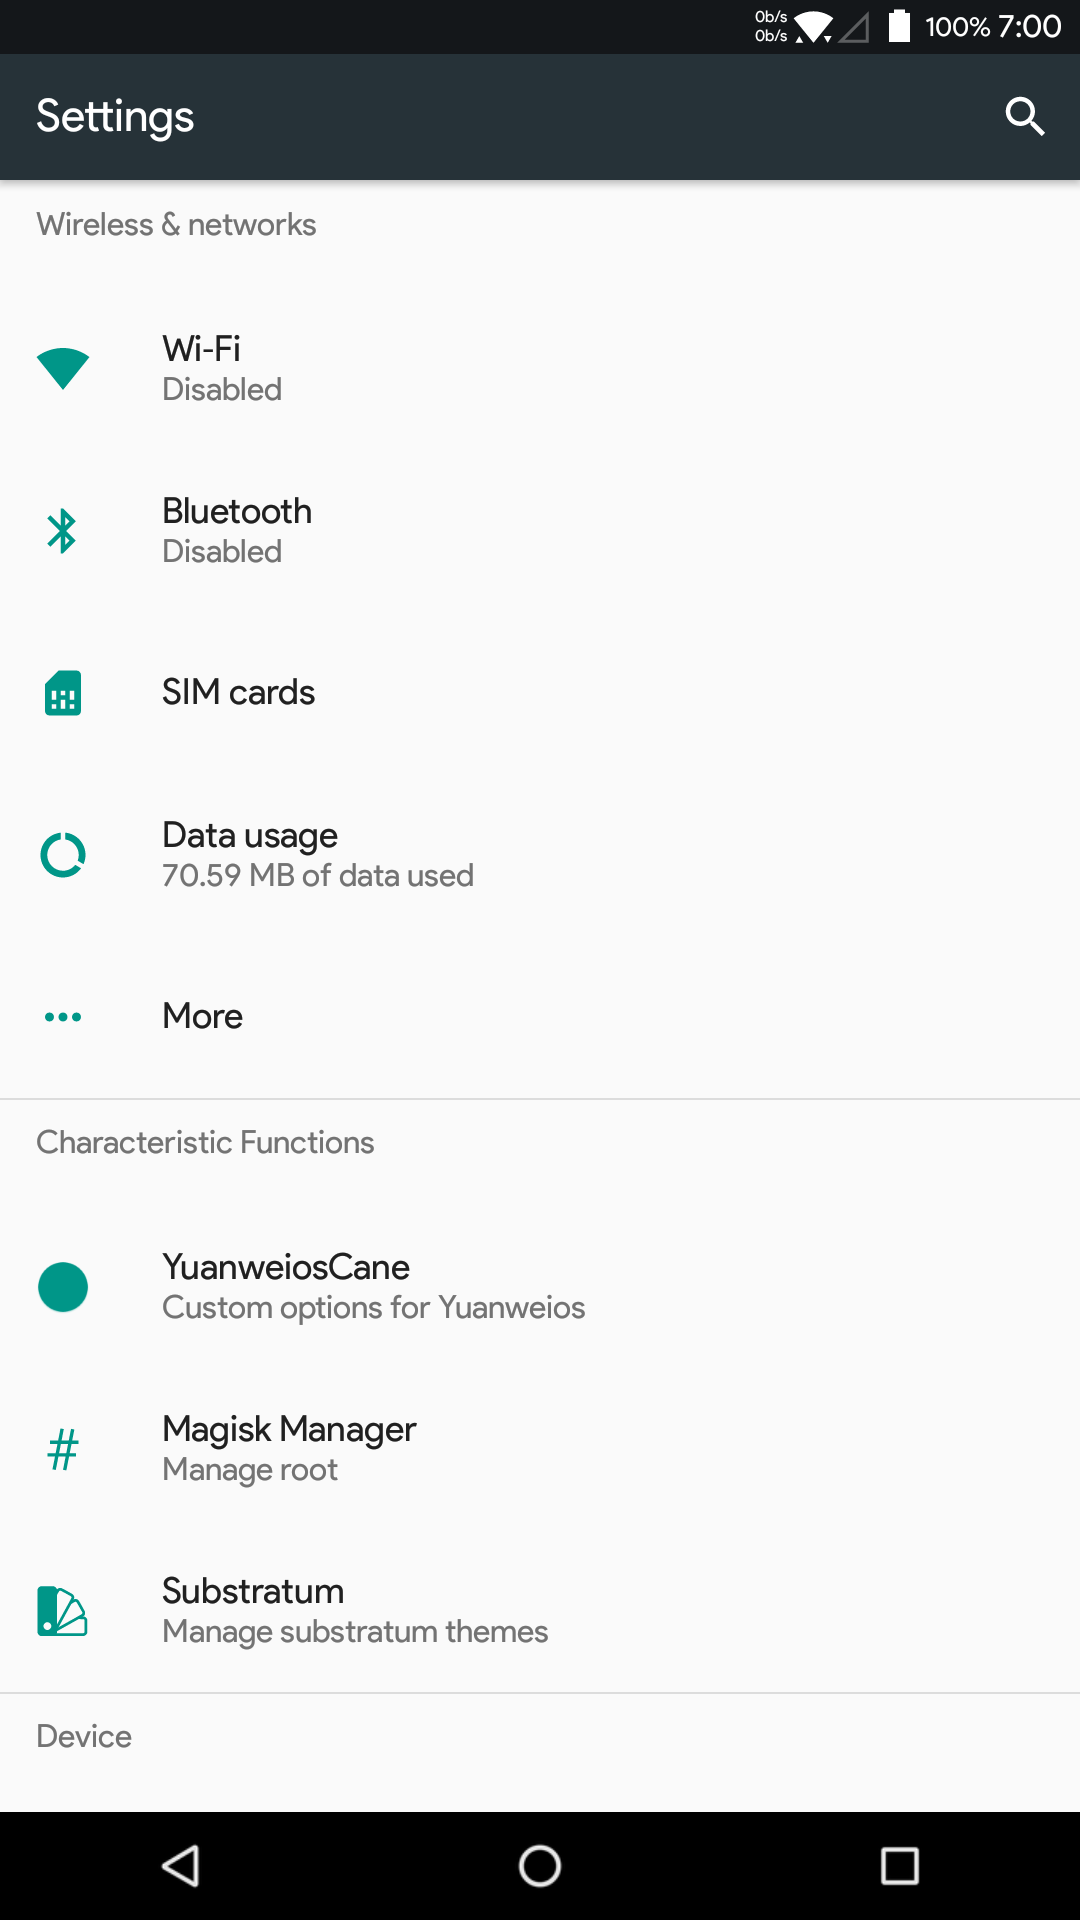 0b/s
0b/s
100% 7:00
Settings
Wireless & networks
Wi-Fi
Disabled
Bluetooth
Disabled
SIM cards
Data usage
70.59 MB of data used
More
Characteristic Functions
YuanweiosCane
Custom options for Yuanweios
Magisk Manager
Manage root
Substratum
Manage substratum themes
Device